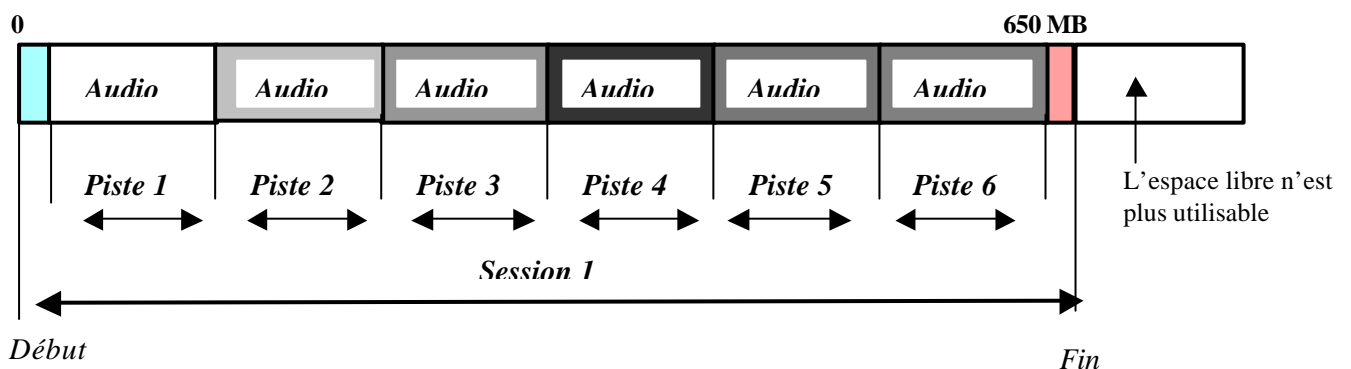 0 650 MB
Audio Audio Audio Audio Audio Audio
Piste 1 Piste 2 Piste 3 Piste 4 Piste 5 Piste 6
L'espace libre n'est
plus utilisable
Session 1
Début
Fin